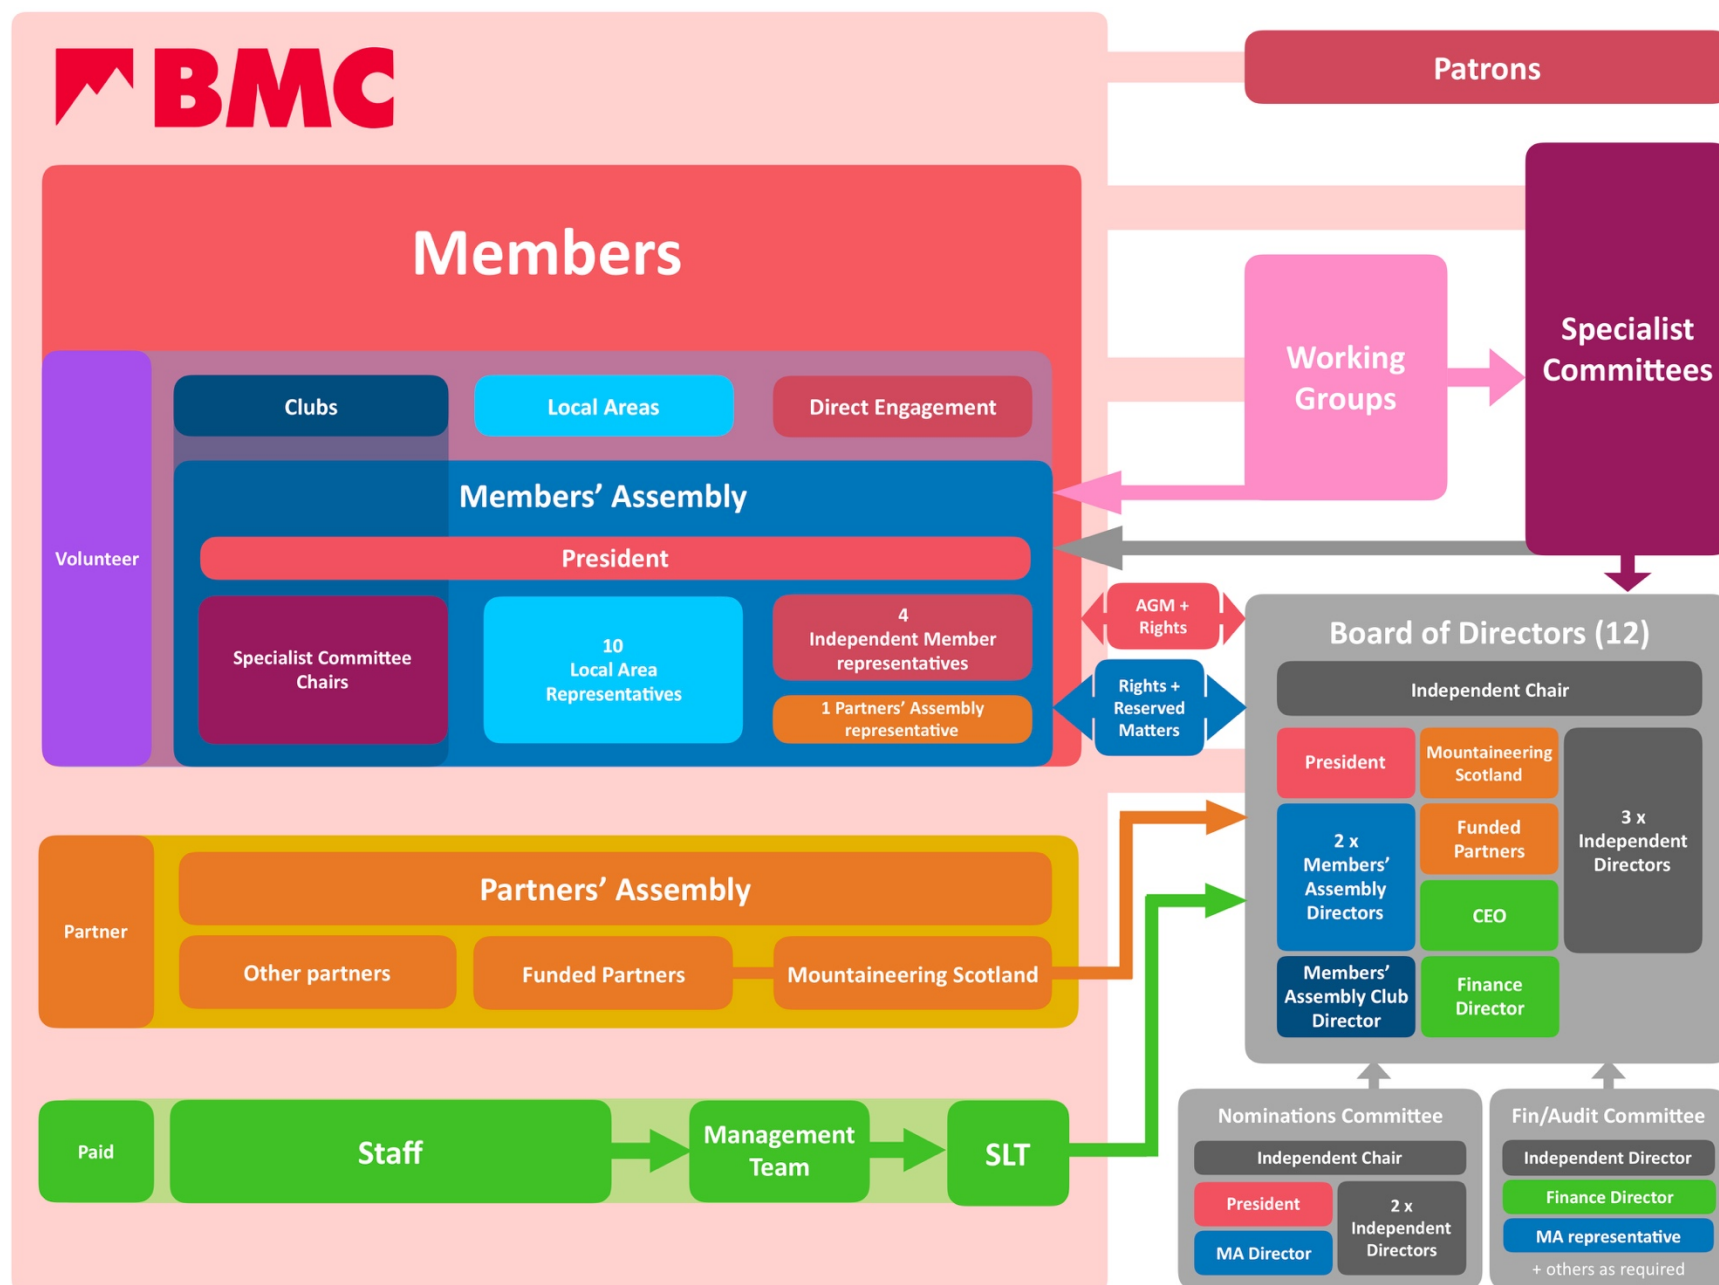 BMC
Patrons
Members
Specialist
Committees
Working
Groups
Volunteer
Clubs
Local Areas
Direct Engagement
Members’ Assembly
President
Specialist Committee
Chairs
10
Local Area
Representatives
4
Independent Member
representatives
1 Partners’ Assembly
representative
AGM +
Rights
Rights +
Reserved
Matters
Board of Directors (12)
Independent Chair
President
Mountaineering
Scotland
3 x
Independent
Directors
2 x
Members’
Assembly
Directors
Funded
Partners
CEO
Members’
Assembly Club
Director
Finance
Director
Partner
Partners’ Assembly
Other partners
Funded Partners
Mountaineering Scotland
Paid
Staff
Management
Team
SLT
Nominations Committee
Independent Chair
President
MA Director
2 x
Independent
Directors
Fin/Audit Committee
Independent Director
Finance Director
MA representative
+ others as required